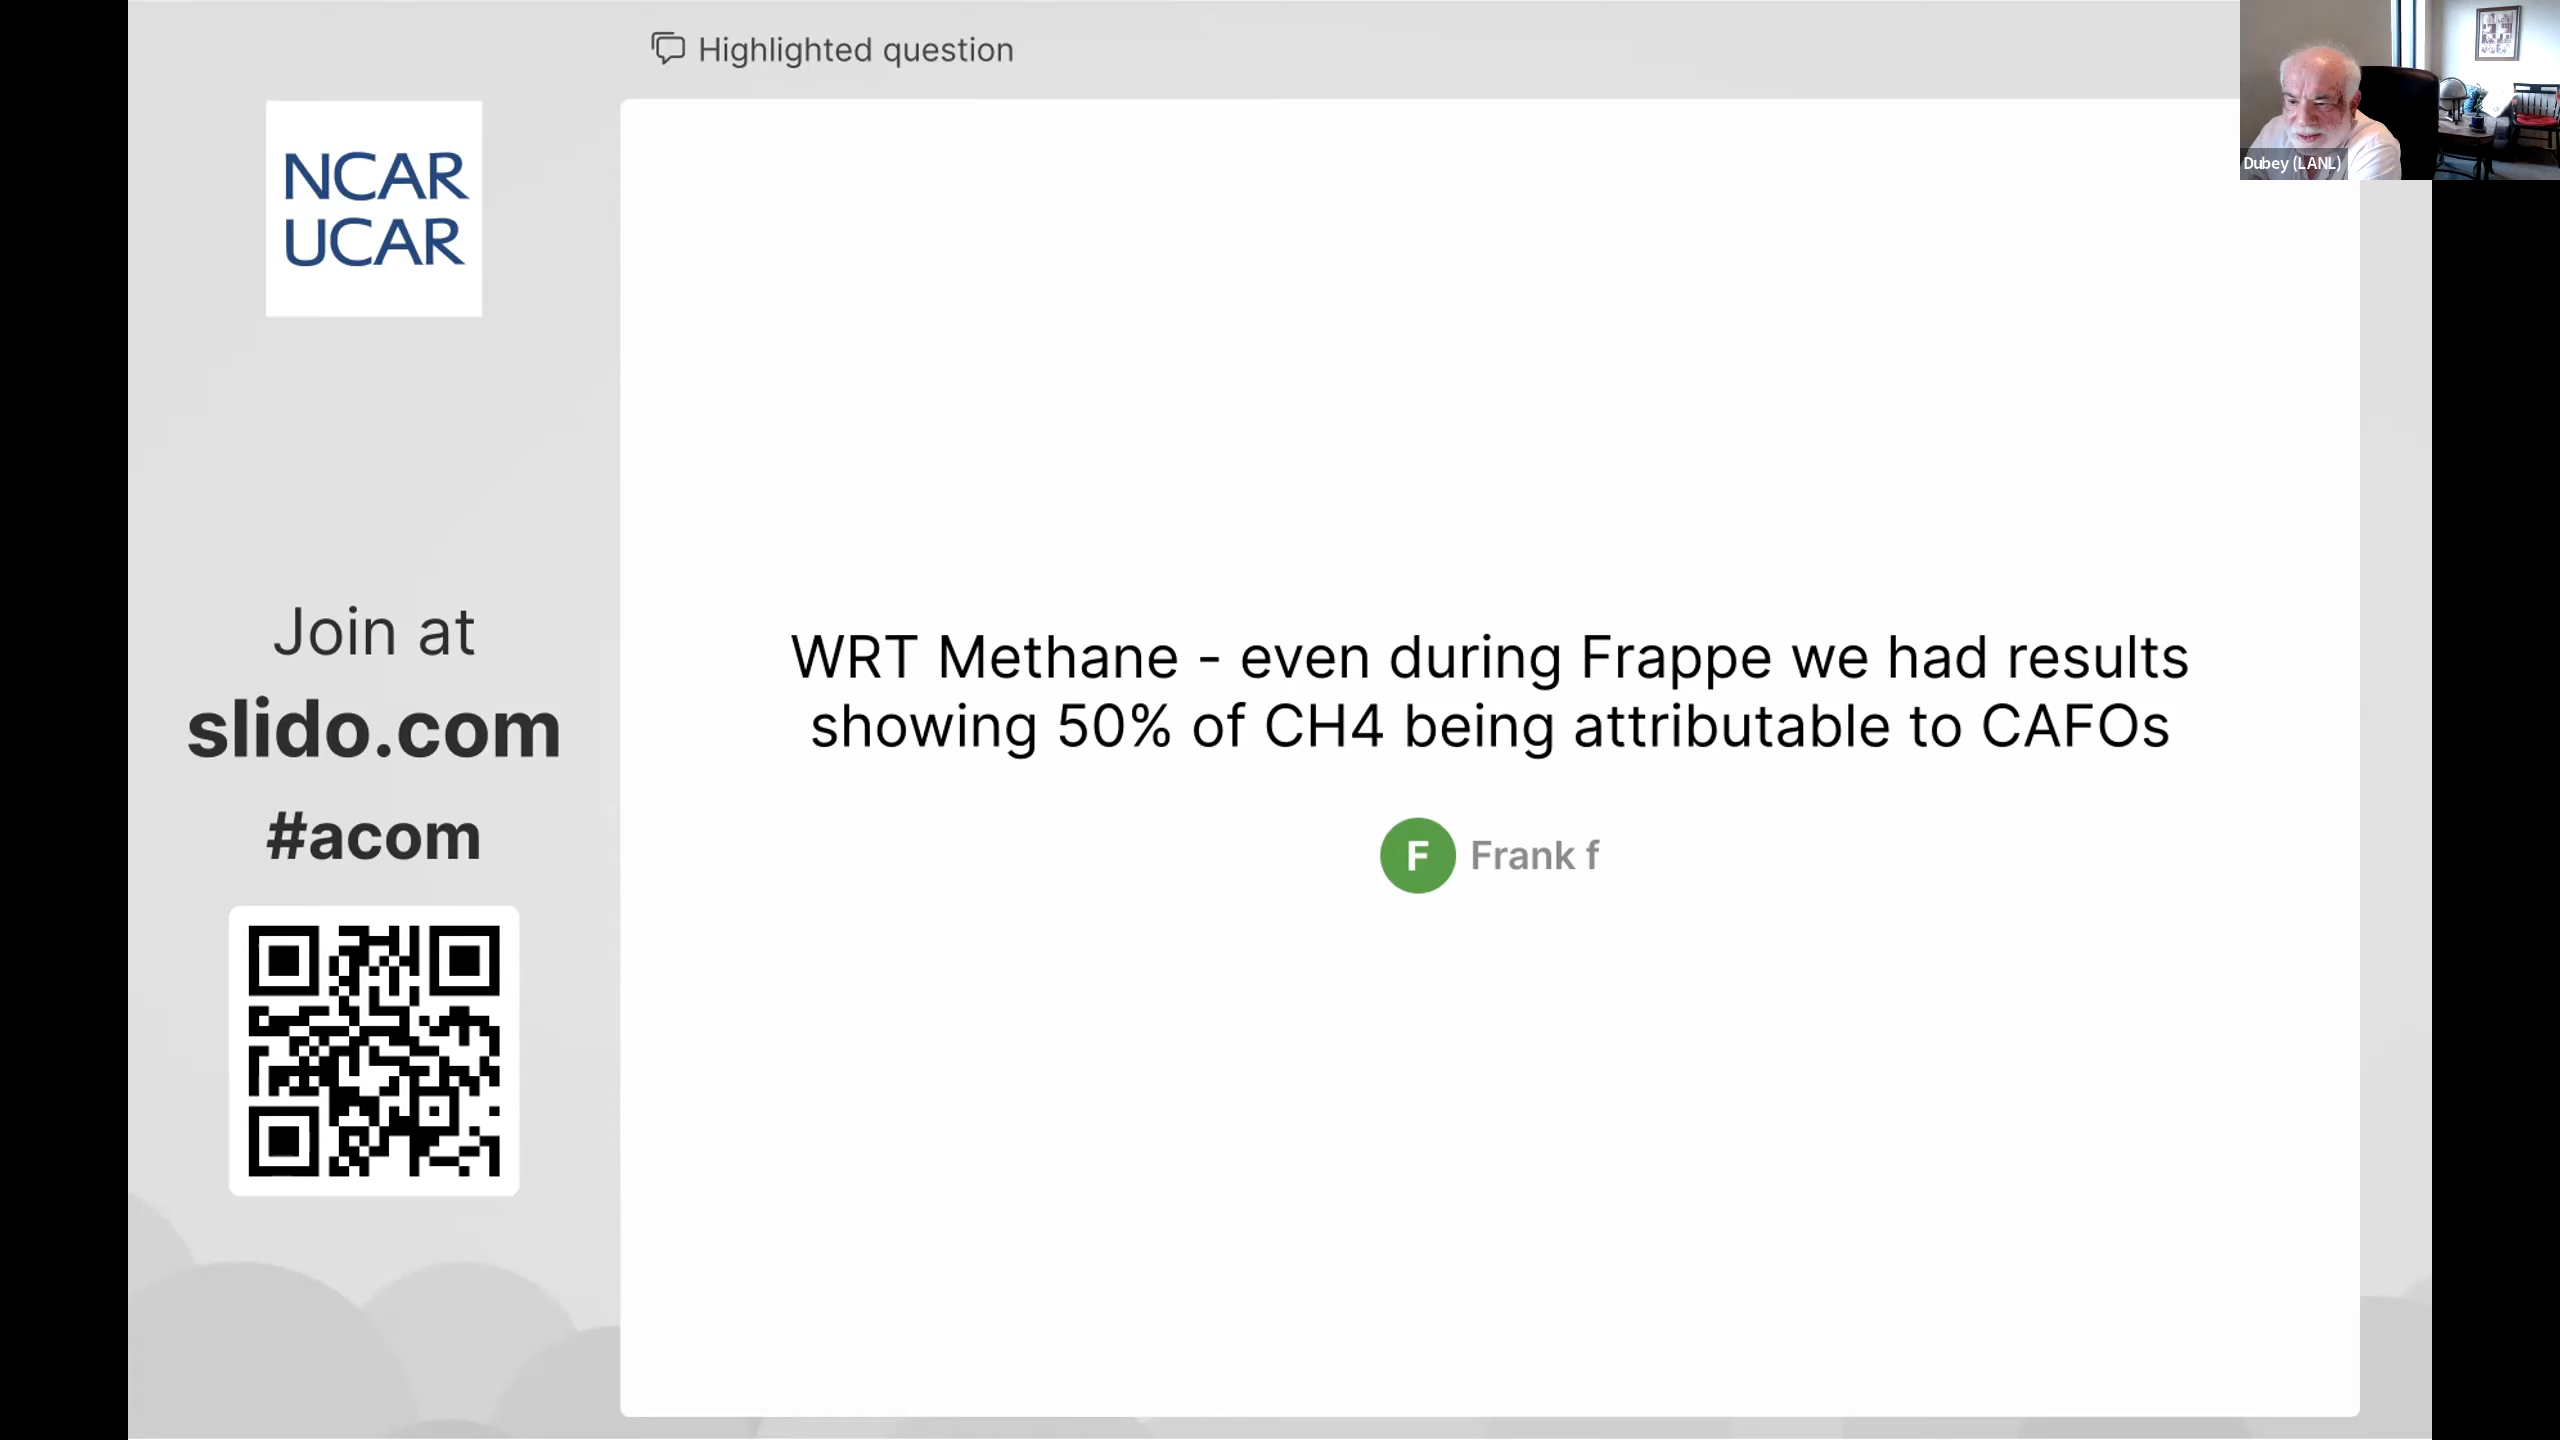 Highlighted question
NCAR
UCAR
Join at
slido.com
#acom
WRT Methane - even during Frappe we had results
showing 50% of CH4 being attributable to CAFOs
F Frank f
Dubey (LANL)